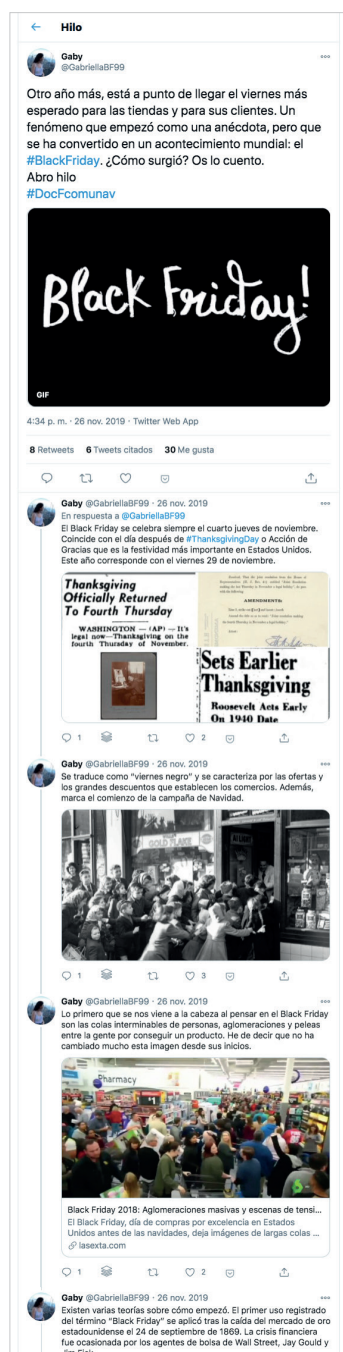 ← Hilo
Gaby
@GabriellaBF99
Otro año más, está a punto de llegar el viernes más
esperado para las tiendas y para sus clientes. Un
fenómeno que empezó como una anécdota, pero que
se ha convertido en un acontecimiento mundial: el
#BlackFriday. ¿Cómo surgió? Os lo cuento.
Abro hilo
#DocFcomunav
Black Friday!
GIF
4:34 p. m. · 26 nov. 2019 · Twitter Web App
8 Retweets 6 Tweets citados 30 Me gusta
Gaby @GabriellaBF99 · 26 nov. 2019
En respuesta a @GabriellaBF99
El Black Friday se celebra siempre el cuarto jueves de noviembre.
Coincide con el día después de #ThanksgivingDay o Acción de
Gracias que es la festividad más importante en Estados Unidos.
Este año corresponde con el viernes 29 de noviembre.
Thanksgiving
Officially Returned
To Fourth Thursday
WASHINGTON — (AP) — It's
legal now—Thanksgiving on the
fourth Thursday of November.
AMENDMENTS:
Sets Earlier
Thanksgiving
Roosevelt Acts Early
On 1940 Date
1 2
Gaby @GabriellaBF99 · 26 nov. 2019
Se traduce como "viernes negro" y se caracteriza por las ofertas y
los grandes descuentos que establecen los comercios. Además,
marca el comienzo de la campaña de Navidad.
GOLD FLAKE
1 3
Gaby @GabriellaBF99 · 26 nov. 2019
Lo primero que se nos viene a la cabeza al pensar en el Black Friday
son las colas interminables de personas, aglomeraciones y peleas
entre la gente por conseguir un producto. He de decir que no ha
cambiado mucho esta imagen desde sus inicios.
Pharmacy
Black Friday 2018: Aglomeraciones masivas y escenas de tensi...
El Black Friday, día de compras por excelencia en Estados
Unidos antes de las navidades, deja imágenes de largas colas ...
lasexta.com
1 2
Gaby @GabriellaBF99 · 26 nov. 2019
Existen varias teorías sobre cómo empezó. El primer uso registrado
del término "Black Friday" se aplicó tras la caída del mercado de oro
estadounidense el 24 de septiembre de 1869. La crisis financiera
fue ocasionada por los agentes de bolsa de Wall Street, Jay Gould y